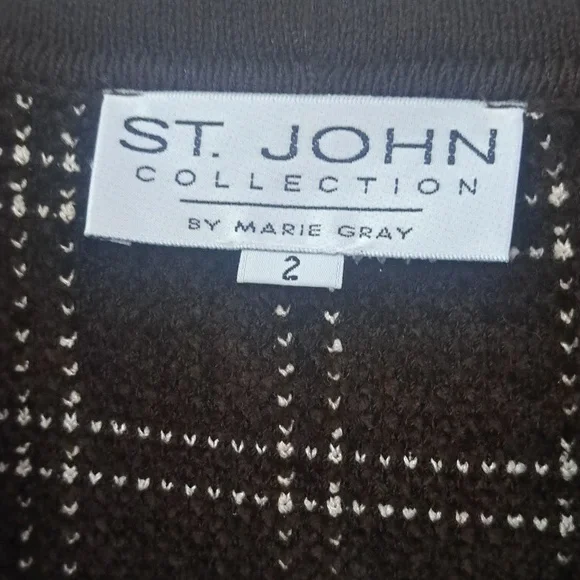 ST. JOHN
COLLECTION
BY MARIE GRAY
2